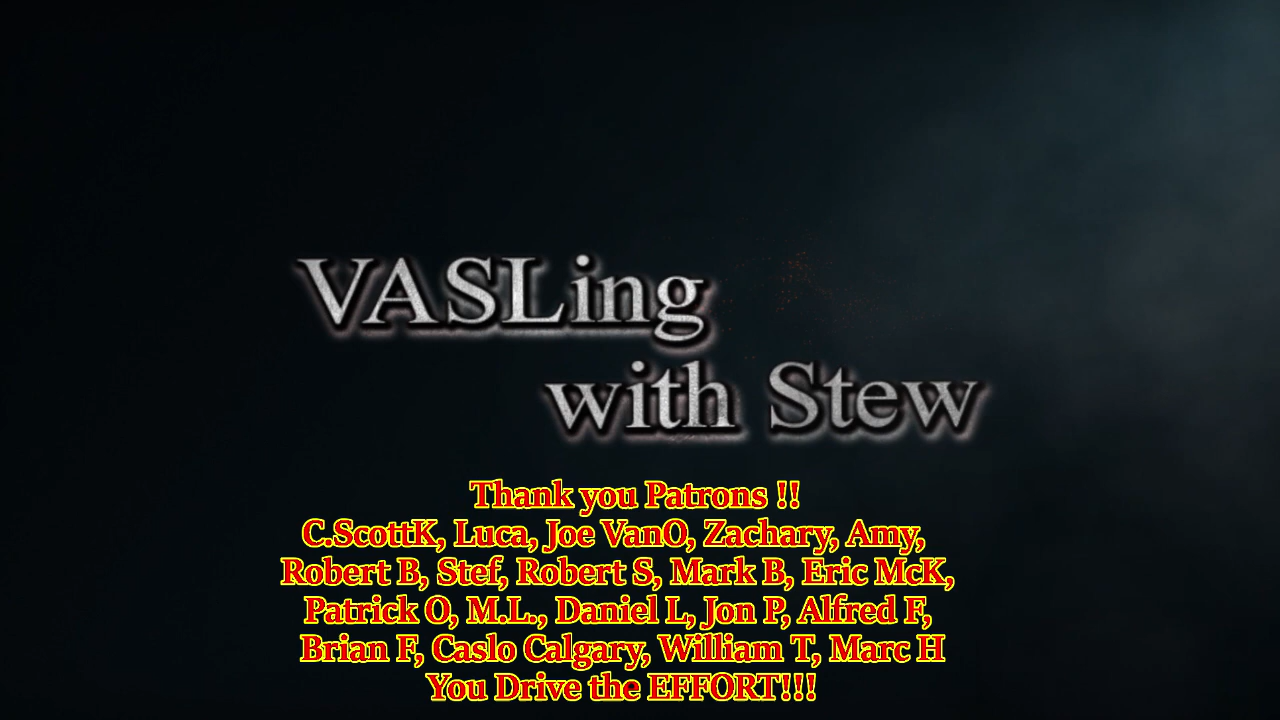 VASLing
with Stew
Thank you Patrons !!
C.ScottK, Luca, Joe VanO, Zachary, Amy,
Robert B, Stef, Robert S, Mark B, Eric McK,
Patrick O, M.L., Daniel L, Jon P, Alfred F,
Brian F, Caslo Calgary, William T, Marc H
You Drive the EFFORT!!!